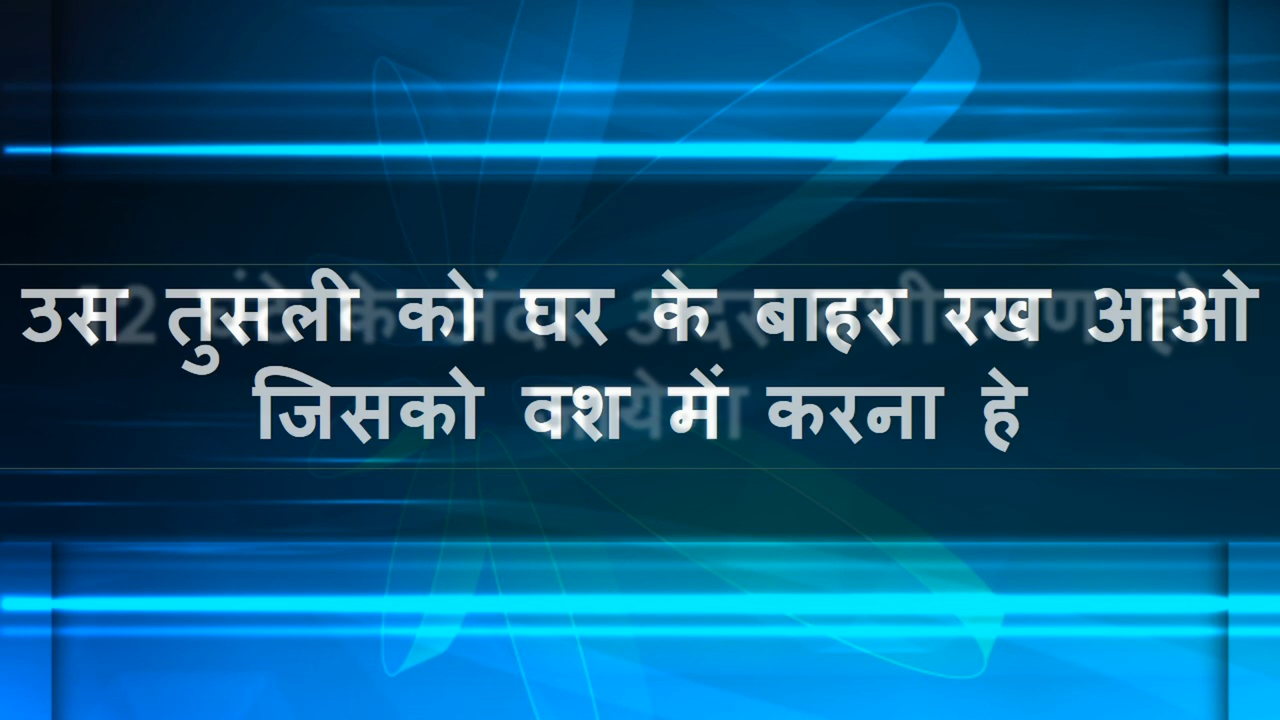 उस तुसली को घर के बाहर रख आओ
जिसको वश में करना हे